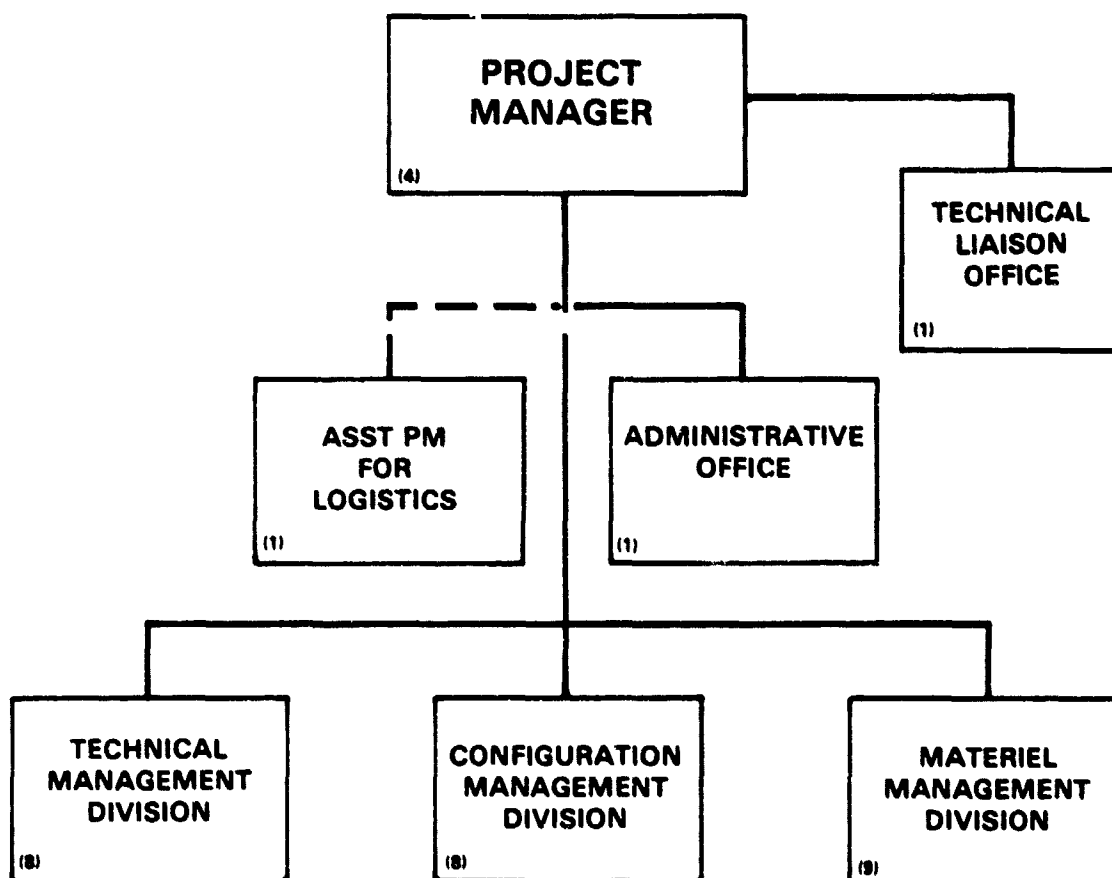 PROJECT
MANAGER
(4)
TECHNICAL
LIAISON
OFFICE
(1)
ASST PM
FOR
LOGISTICS
(1)
ADMINISTRATIVE
OFFICE
(1)
TECHNICAL
MANAGEMENT
DIVISION
(8)
CONFIGURATION
MANAGEMENT
DIVISION
(8)
MATERIEL
MANAGEMENT
DIVISION
(9)